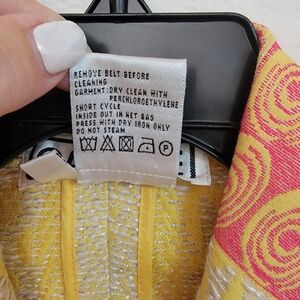 REMOVE BELT BEFORE
CLEANING
GARMENT: DRY CLEAN WITH
PERCHLOROETHYLENE
SHORT CYCLE
INSIDE OUT IN NET BAG
PRESS WITH DRY IRON ONLY
DO NOT STEAM
P